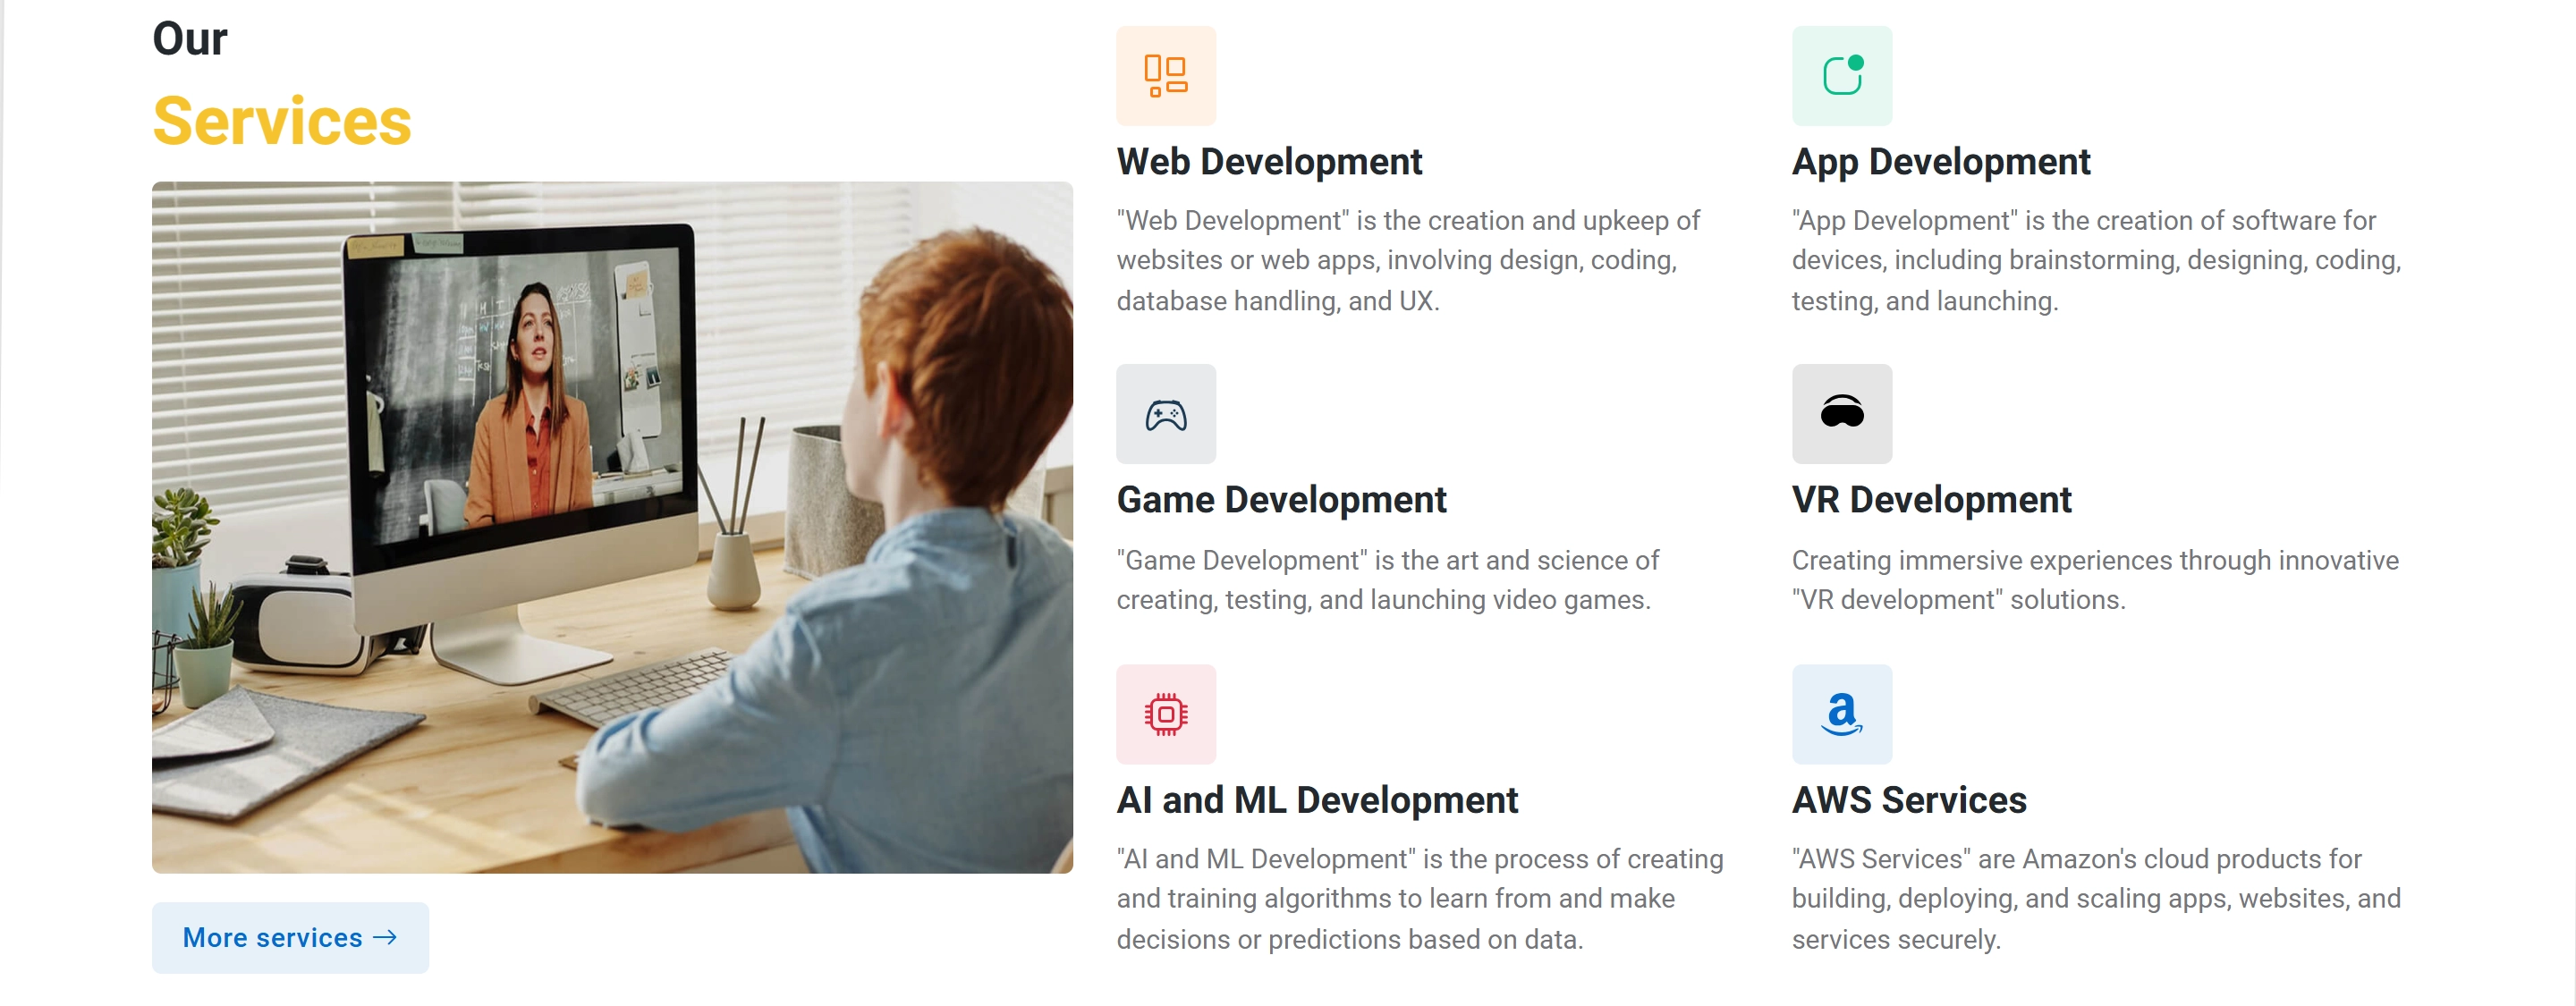 Our
Services
More services →
Web Development
"Web Development" is the creation and upkeep of
websites or web apps, involving design, coding,
database handling, and UX.
App Development
"App Development" is the creation of software for
devices, including brainstorming, designing, coding,
testing, and launching.
Game Development
"Game Development" is the art and science of
creating, testing, and launching video games.
VR Development
Creating immersive experiences through innovative
"VR development" solutions.
AI and ML Development
"AI and ML Development" is the process of creating
and training algorithms to learn from and make
decisions or predictions based on data.
a
AWS Services
"AWS Services" are Amazon's cloud products for
building, deploying, and scaling apps, websites, and
services securely.